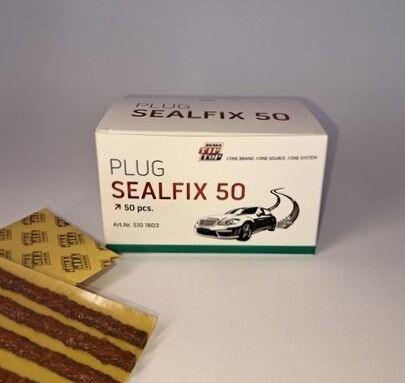 PLUG
SEALFIX 50
REMA
TIP
TOP
//ONE BRAND //ONE SOURCE //ONE SYSTEM
PLUG
SEALFIX 50
50 pcs.
Art.Nr. 510 1803